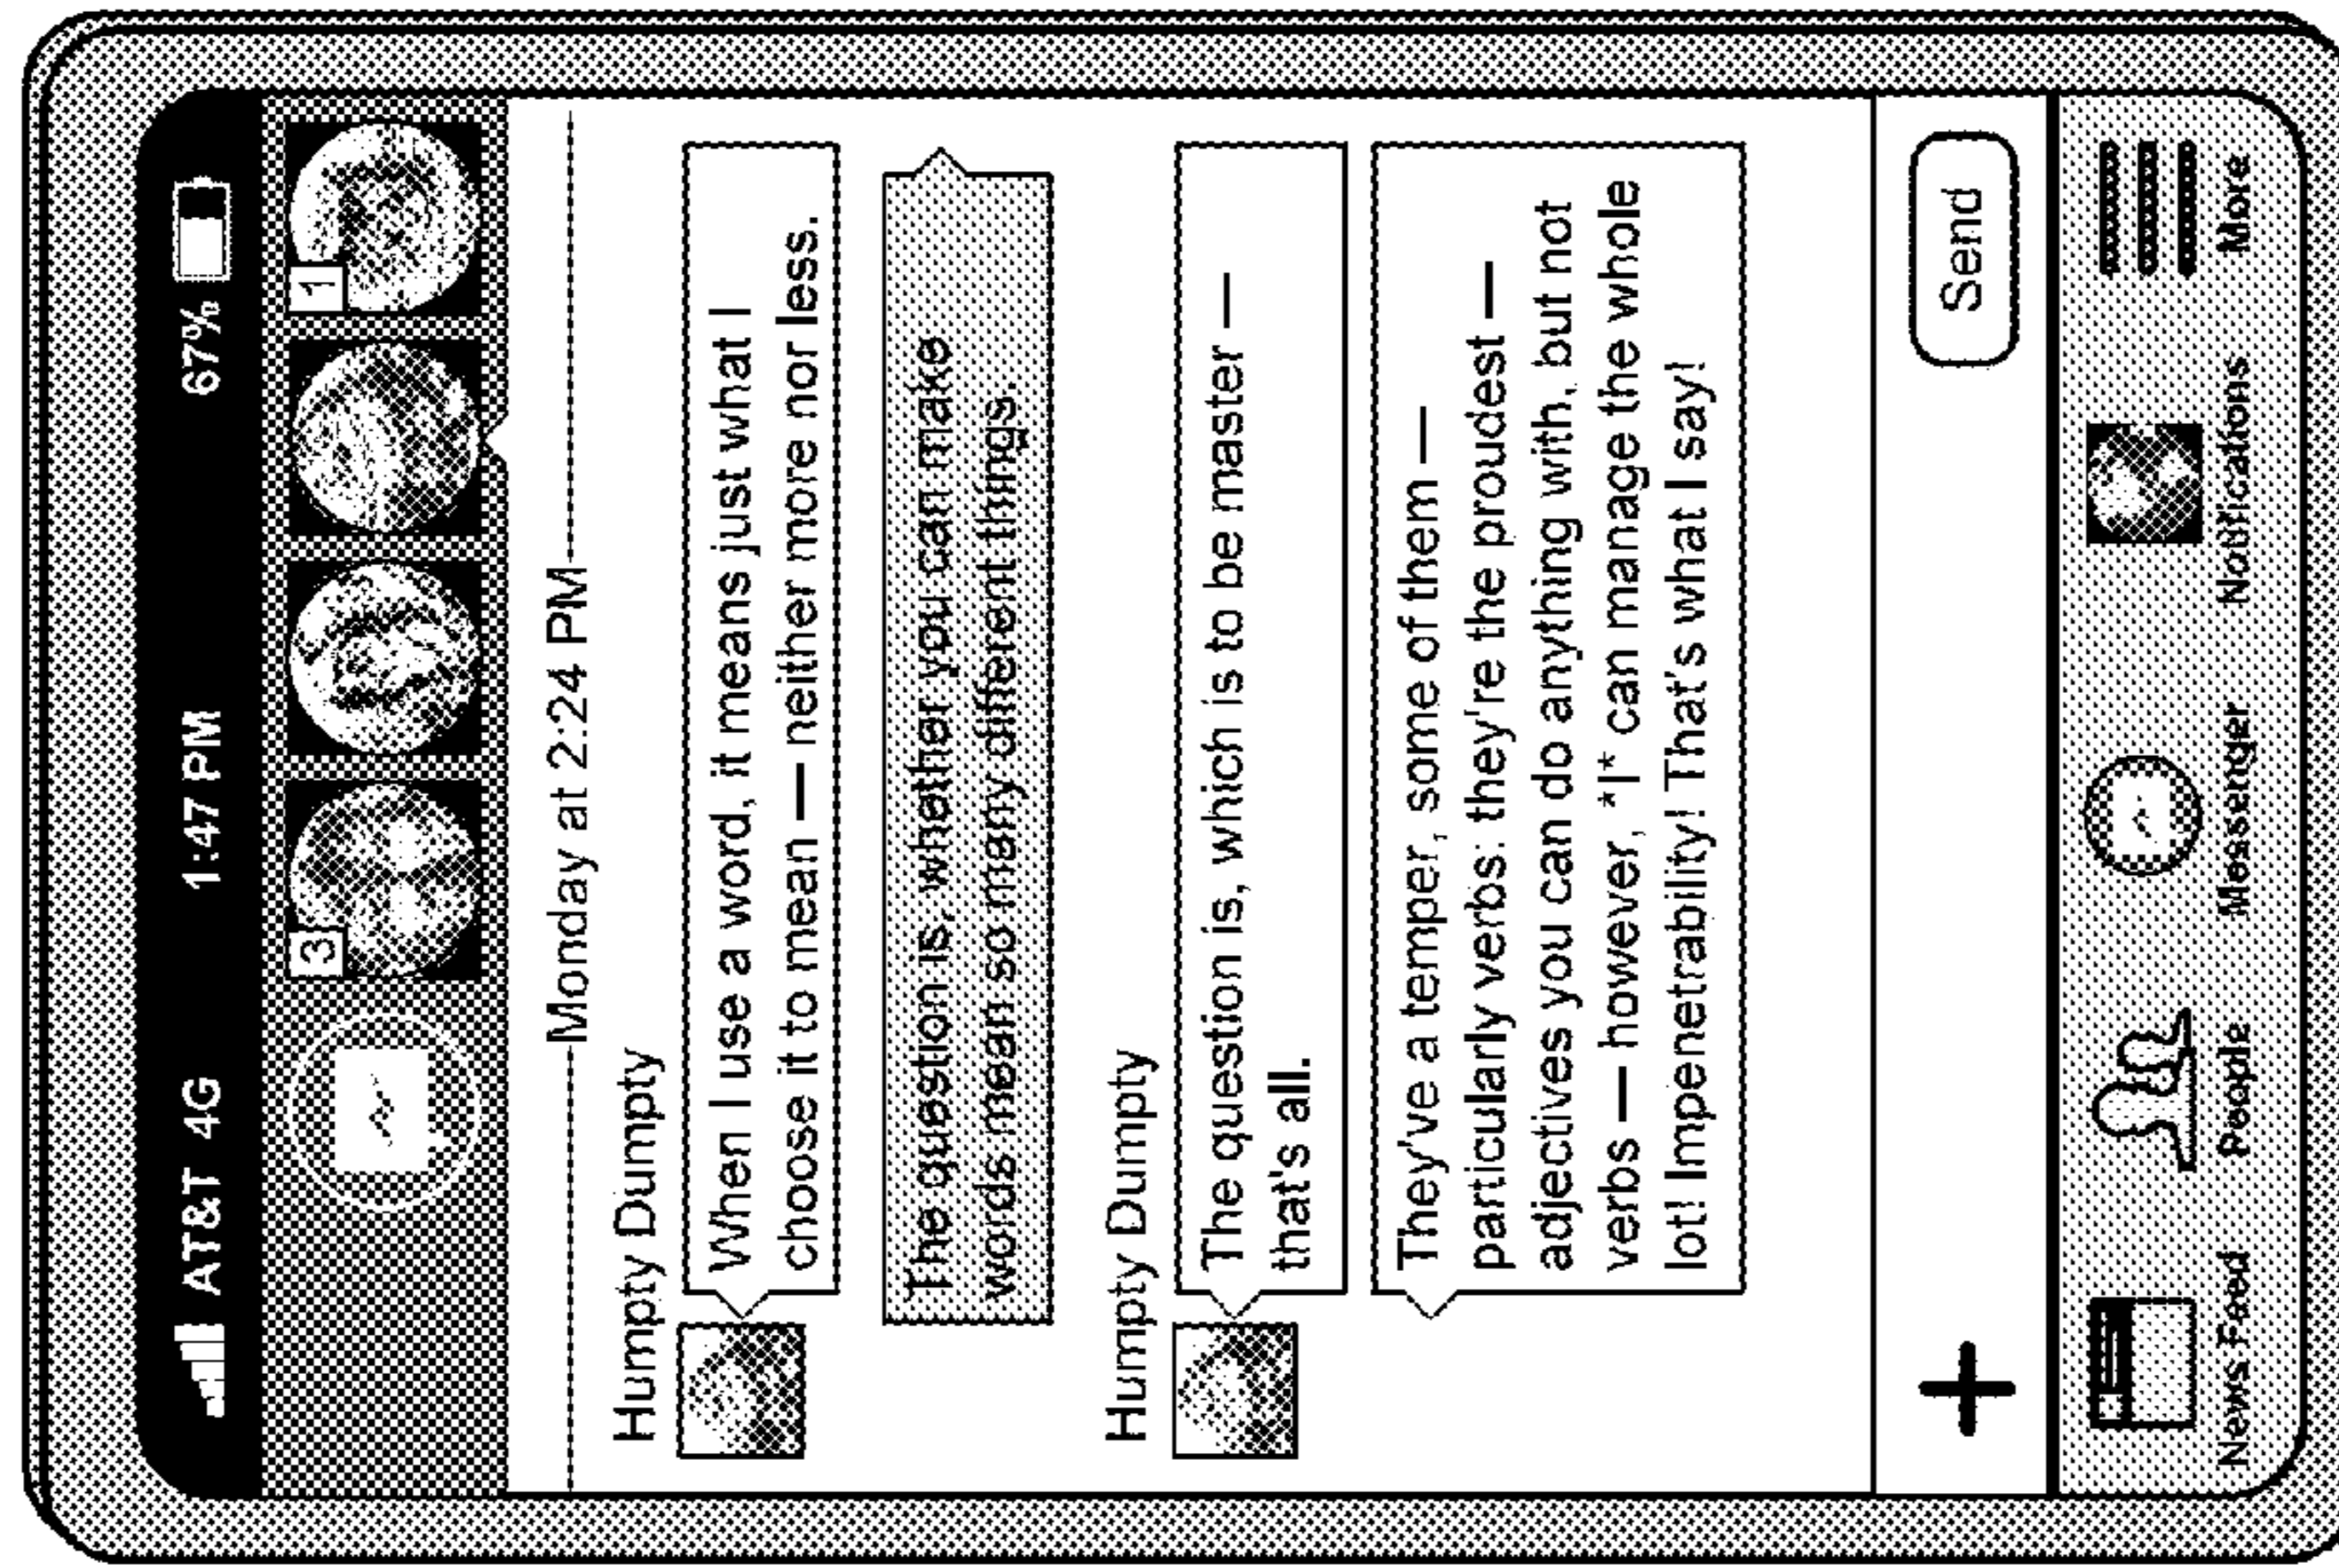 AT&T 4G 1:47 PM 67%
3 1
Monday at 2:24 PM
Humpty Dumpty
When I use a word, it means just what I
choose it to mean — neither more nor less.
The question is, whether you can make
words mean so many different things.
Humpty Dumpty
The question is, which is to be master —
that's all.
They've a temper, some of them —
particularly verbs: they're the proudest —
adjectives you can do anything with, but not
verbs — however, *I* can manage the whole
lot! Impenetrability! That's what I say!
+ Send
News Feed People Messenger Notifications More